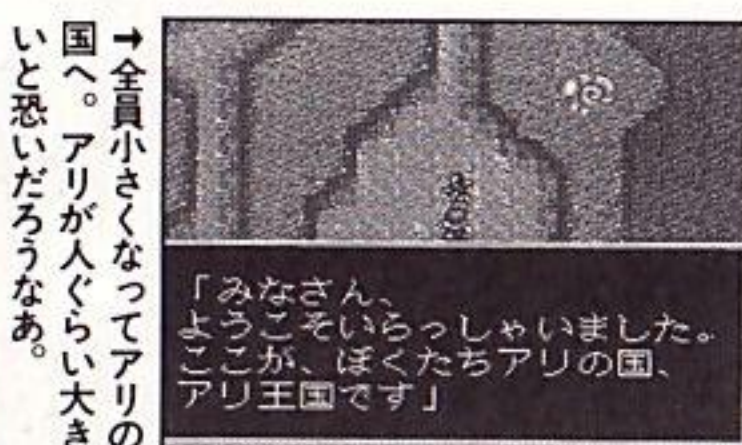 →全員小さくなってアリの
国へ。アリが人ぐらい大き
いと恐いだろうなあ。
「みなさん、
ようこそいらっしゃいました。
ここが、ぼくたちアリの国、
アリ王国です」